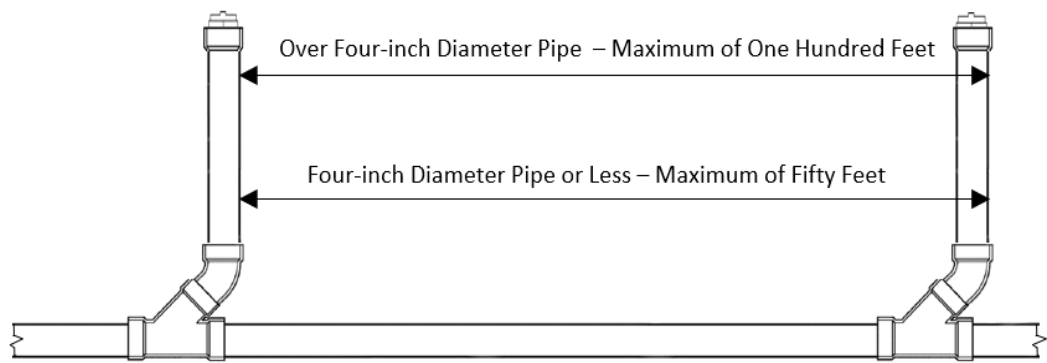 Over Four-inch Diameter Pipe – Maximum of One Hundred Feet
Four-inch Diameter Pipe or Less – Maximum of Fifty Feet